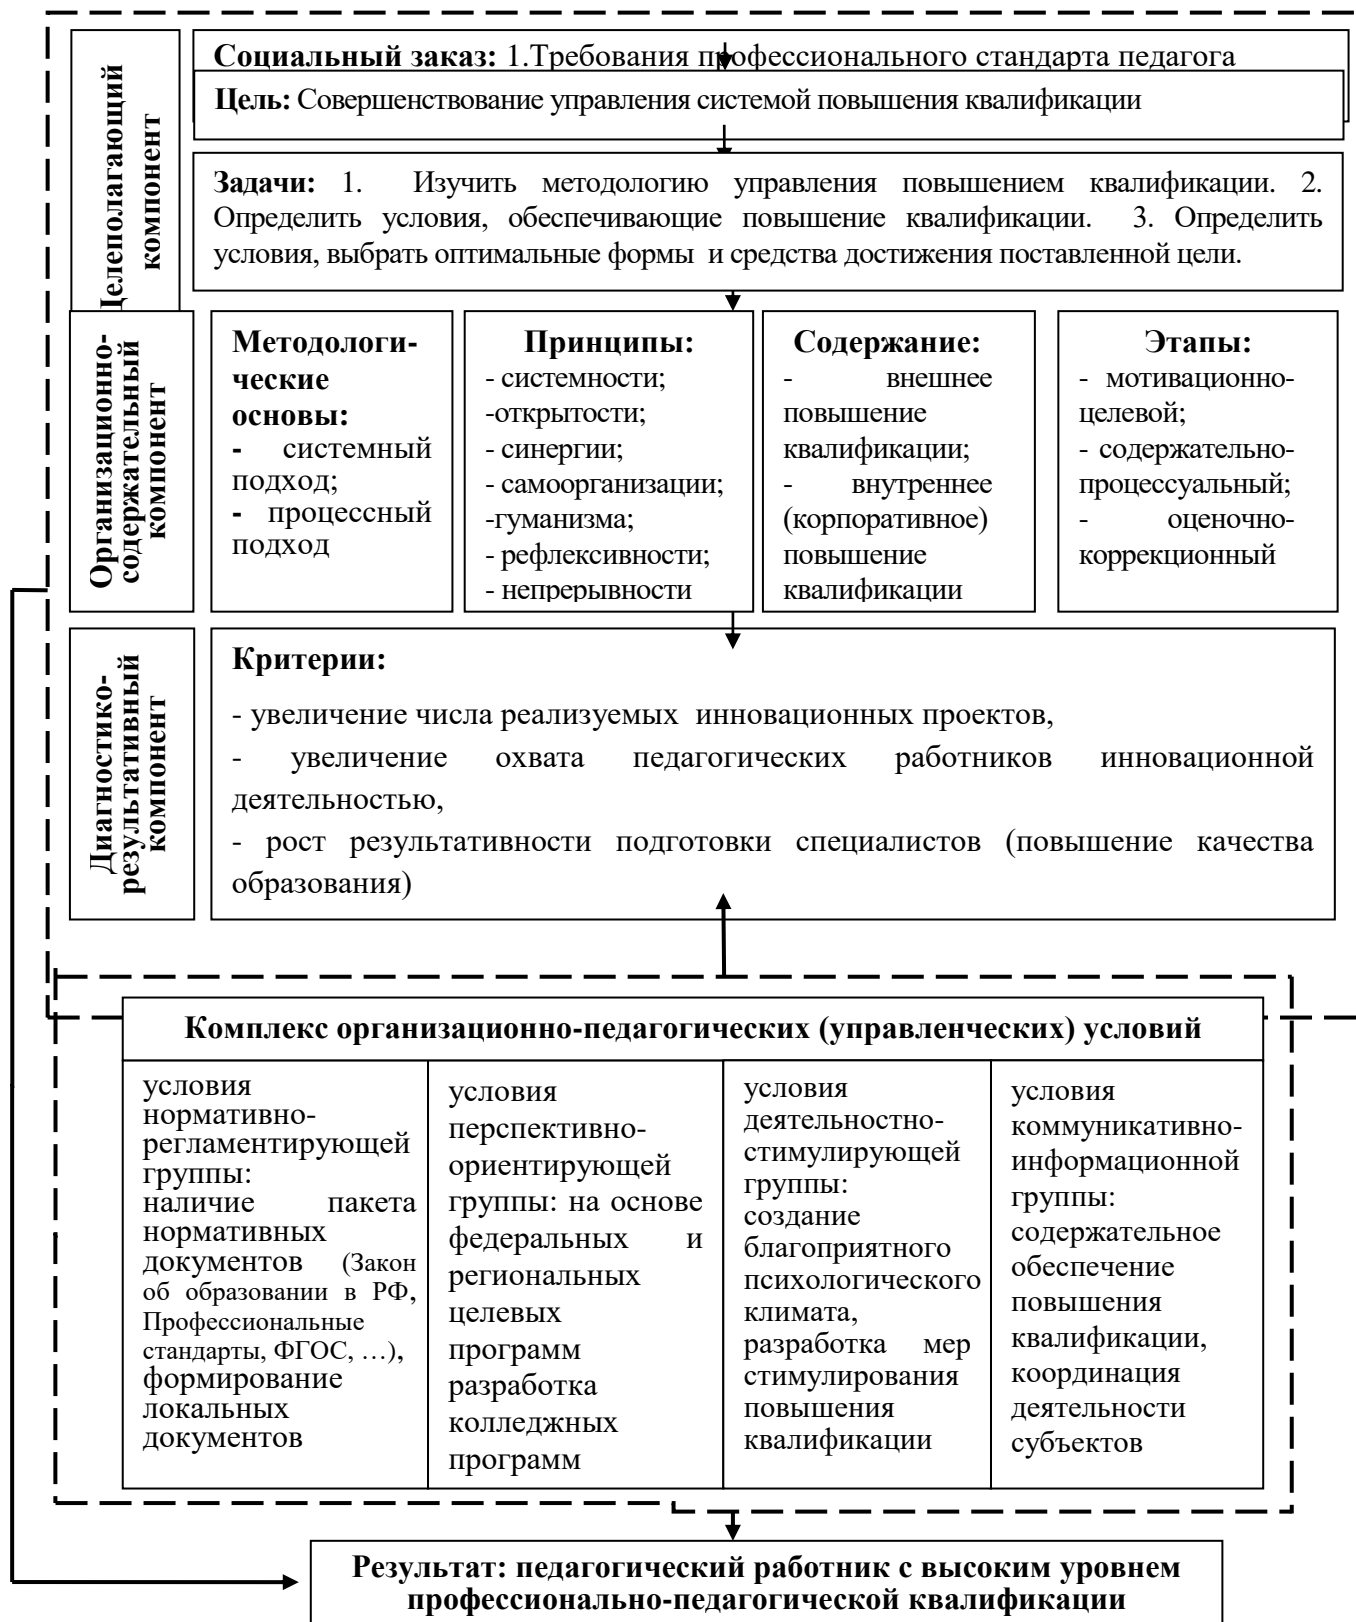 Социальный заказ: 1.Требования профессионального стандарта педагога
Цель: Совершенствование управления системой повышения квалификации
Целеполагающий
компонент
Задачи: 1. Изучить методологию управления повышением квалификации. 2.
Определить условия, обеспечивающие повышение квалификации. 3. Определить
условия, выбрать оптимальные формы и средства достижения поставленной цели.
Организационно-
содержательный
компонент
Методологи-
ческие
основы:
- системный
подход;
- процессный
подход
Принципы:
- системности;
-открытости;
- синергии;
- самоорганизации;
-гуманизма;
- рефлексивности;
- непрерывности
Содержание:
- внешнее
повышение
квалификации;
- внутреннее
(корпоративное)
повышение
квалификации
Этапы:
- мотивационно-
целевой;
- содержательно-
процессуальный;
- оценочно-
коррекционный
Диагностико-
результативный
компонент
Критерии:
- увеличение числа реализуемых инновационных проектов,
- увеличение охвата педагогических работников инновационной
деятельностью,
- рост результативности подготовки специалистов (повышение качества
образования)
Комплекс организационно-педагогических (управленческих) условий
условия
нормативно-
регламентирующей
группы:
наличие пакета
нормативных
документов (Закон
об образовании в РФ,
Профессиональные
стандарты, ФГОС, …),
формирование
локальных
документов
условия
перспективно-
ориентирующей
группы: на основе
федеральных и
региональных
целевых
программ
разработка
колледжных
программ
условия
деятельностно-
стимулирующей
группы:
создание
благоприятного
психологического
климата,
разработка мер
стимулирования
повышения
квалификации
условия
коммуникативно-
информационной
группы:
содержательное
обеспечение
повышения
квалификации,
координация
деятельности
субъектов
Результат: педагогический работник с высоким уровнем
профессионально-педагогической квалификации